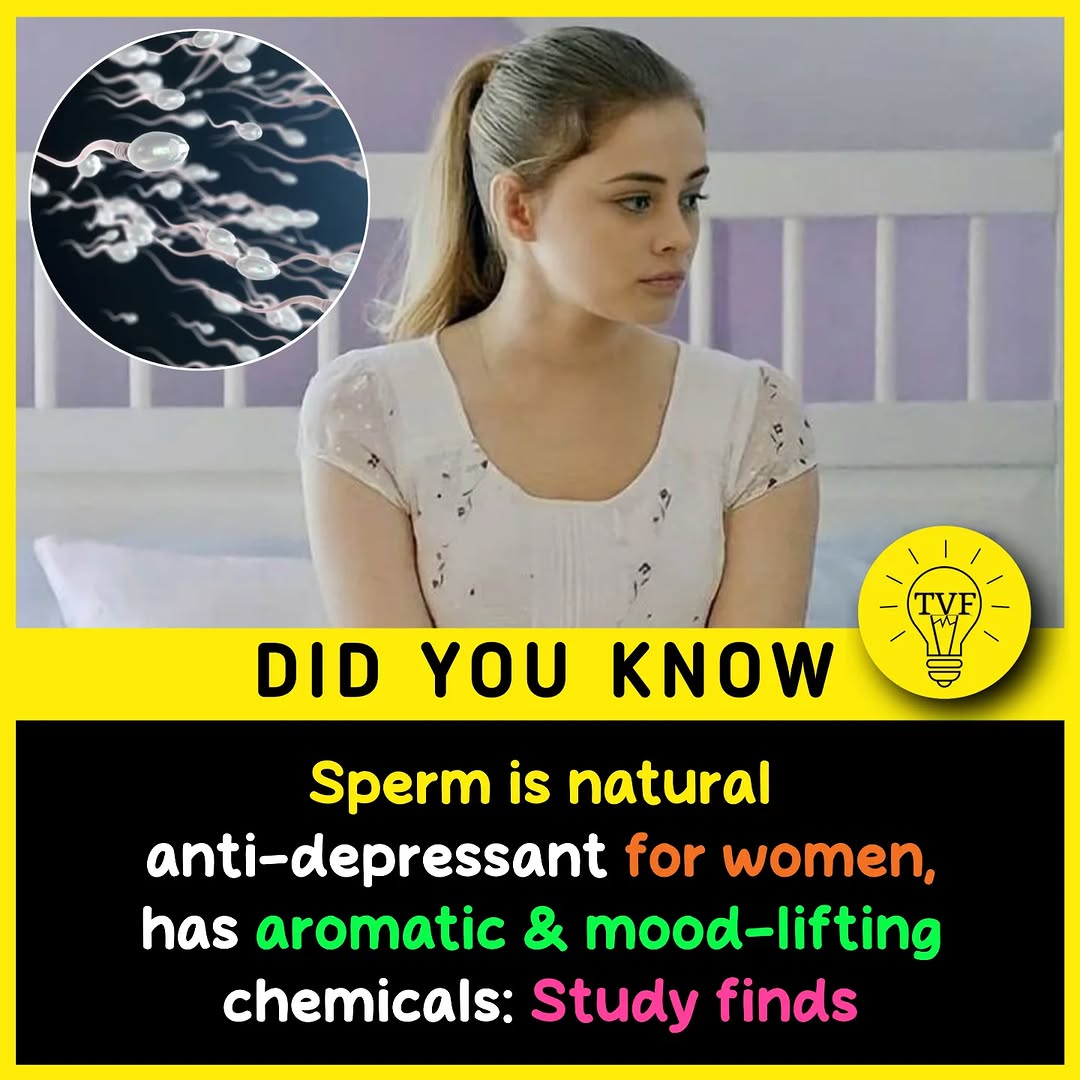 TVF
DID YOU KNOW
Sperm is natural
anti-depressant for women,
has aromatic & mood-lifting
chemicals: Study finds